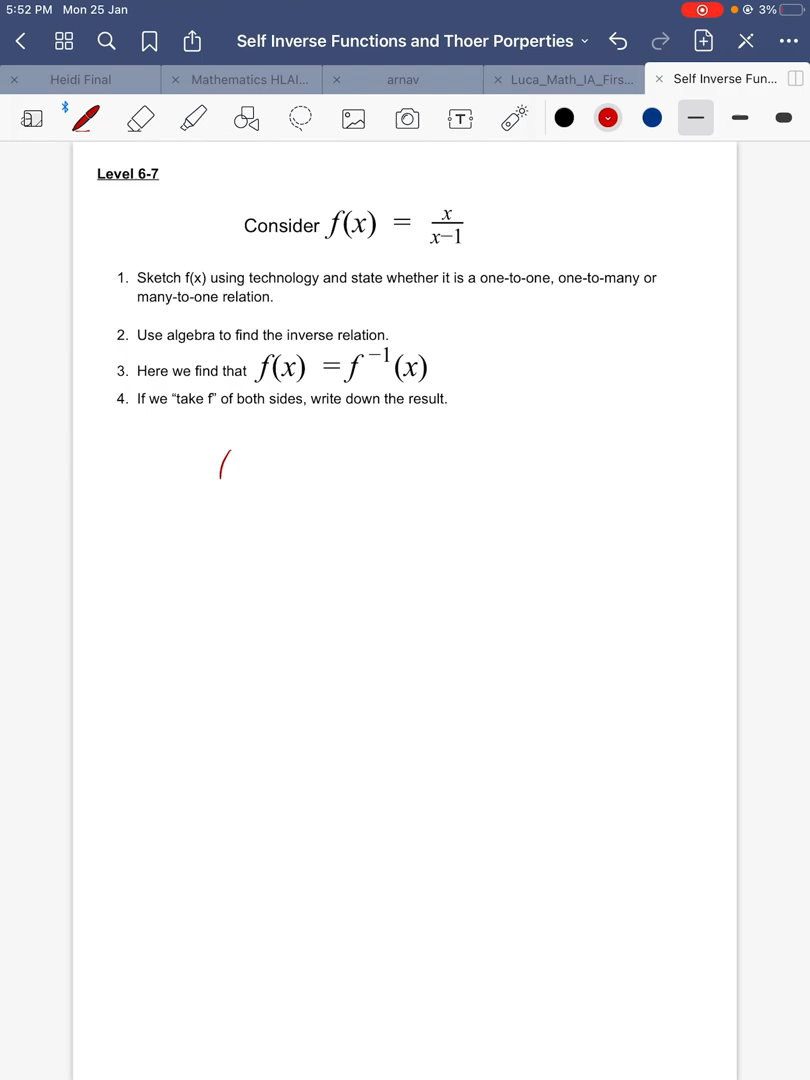 5:52 PM Mon 25 Jan 3%
Self Inverse Functions and Thoer Porperties
Heidi Final Mathematics HLAI... arnav Luca_Math_IA_Firs... Self Inverse Fun...
T
Level 6-7
Consider f(x) = x/(x−1)
1. Sketch f(x) using technology and state whether it is a one-to-one, one-to-many or
many-to-one relation.
2. Use algebra to find the inverse relation.
3. Here we find that f(x) = f⁻¹(x)
4. If we “take f” of both sides, write down the result.
(